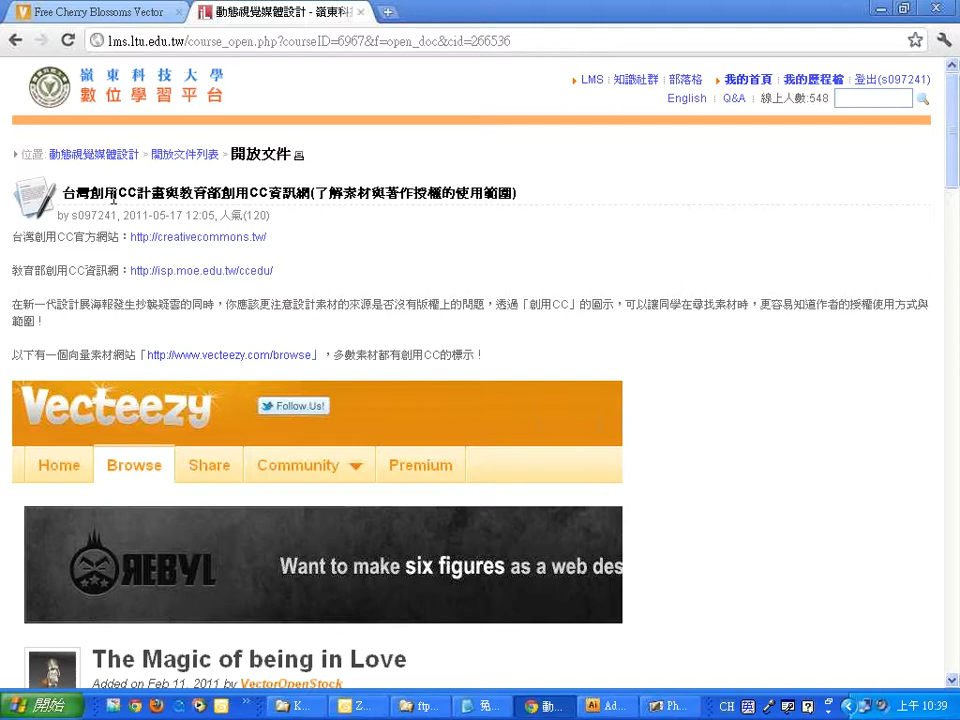 Free Cherry Blossoms Vector
動態視覺媒體設計 - 嶺東科
lms.ltu.edu.tw/course_open.php?courseID=6967&f=open_doc&cid=266536
嶺東科技大學
數位學習平台
LMS | 知識社群 | 部落格 我的首頁 | 我的歷程檔 | 登出(s097241)
English | Q&A | 線上人數:548
位置: 動態視覺媒體設計 > 開放文件列表 > 開放文件
台灣創用CC計畫與教育部創用CC資訊網(了解素材與著作授權的使用範圍)
by s097241, 2011-05-17 12:05, 人氣(120)
台灣創用CC官方網站：http://creativecommons.tw/
教育部創用CC資訊網：http://isp.moe.edu.tw/ccedu/
在新一代設計展海報發生抄襲疑雲的同時，你應該更注意設計素材的來源是否沒有版權上的問題，透過「創用CC」的圖示，可以讓同學在尋找素材時，更容易知道作者的授權使用方式與
範圍！
以下有一個向量素材網站「http://www.vecteezy.com/browse」，多數素材都有創用CC的標示！
Vecteezy
Follow Us!
Home Browse Share Community Premium
REBYL
Want to make six figures as a web des
The Magic of being in Love
Added on Feb 11, 2011 by VectorOpenStock
開始 K... Z... ftp... 兔... 動... Ad... Ph... CH 上午 10:39